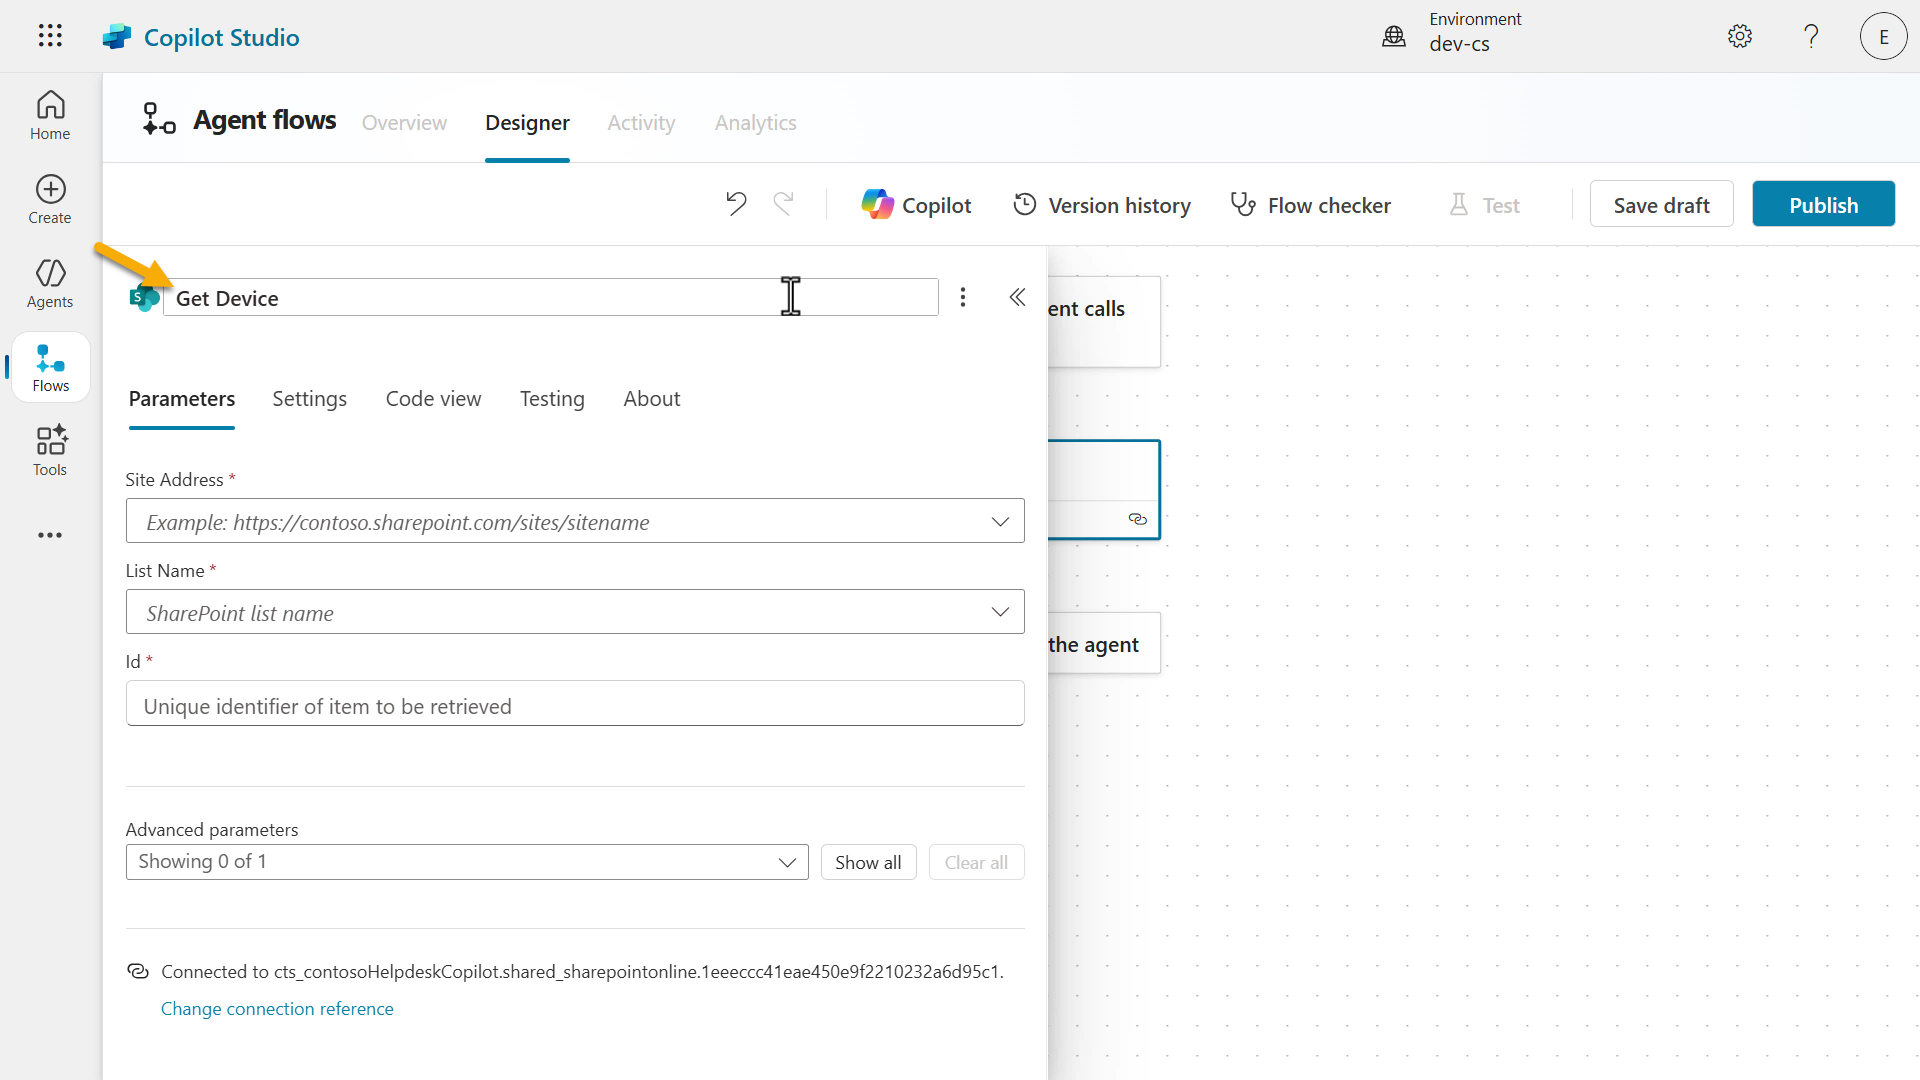 Copilot Studio
Environment
dev-cs
?
E
Home
Create
Agents
Flows
Tools
Agent flows
Overview
Designer
Activity
Analytics
Copilot
Version history
Flow checker
Test
Save draft
Publish
S
Get Device
Parameters
Settings
Code view
Testing
About
Site Address *
Example: https://contoso.sharepoint.com/sites/sitename
List Name *
SharePoint list name
Id *
Unique identifier of item to be retrieved
Advanced parameters
Showing 0 of 1
Show all
Clear all
Connected to cts_contosoHelpdeskCopilot.shared_sharepointonline.1eeeccc41eae450e9f2210232a6d95c1.
Change connection reference
ent calls
the agent